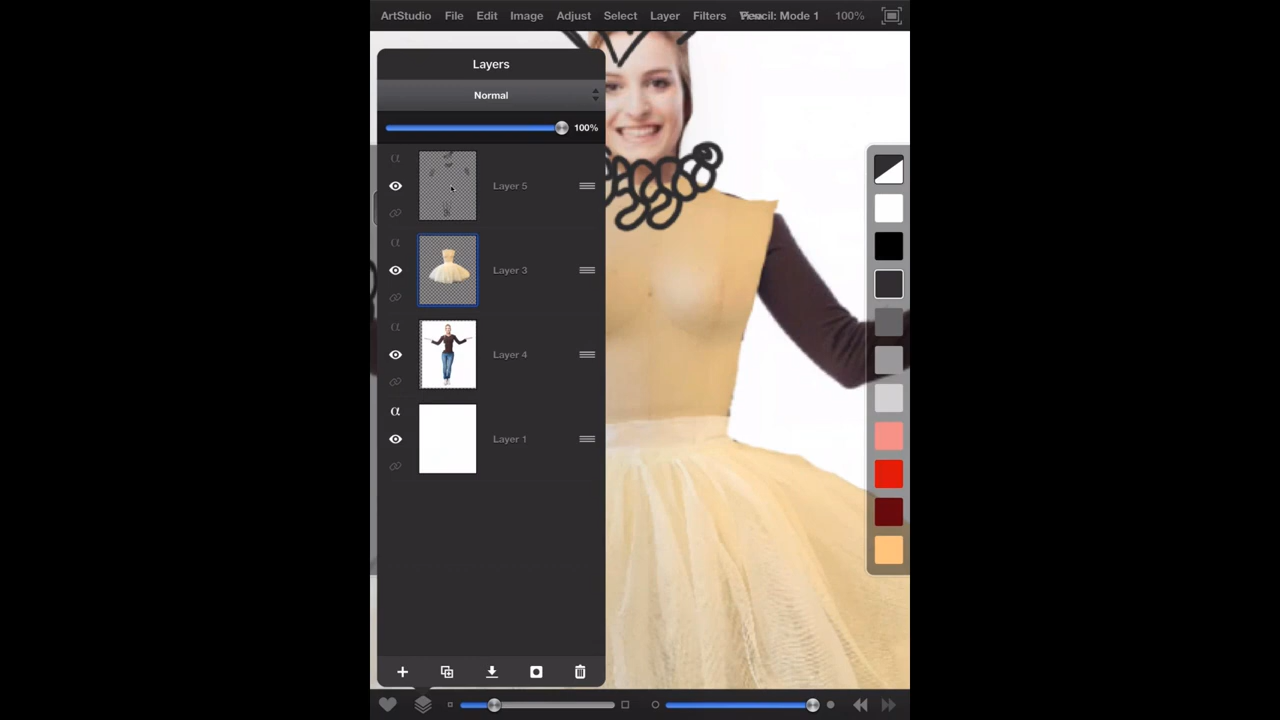 ArtStudio File Edit Image Adjust Select Layer Filters Pencil: Mode 1 100%
Layers
Normal
100%
α
Layer 5
α
Layer 3
α
Layer 4
α
Layer 1